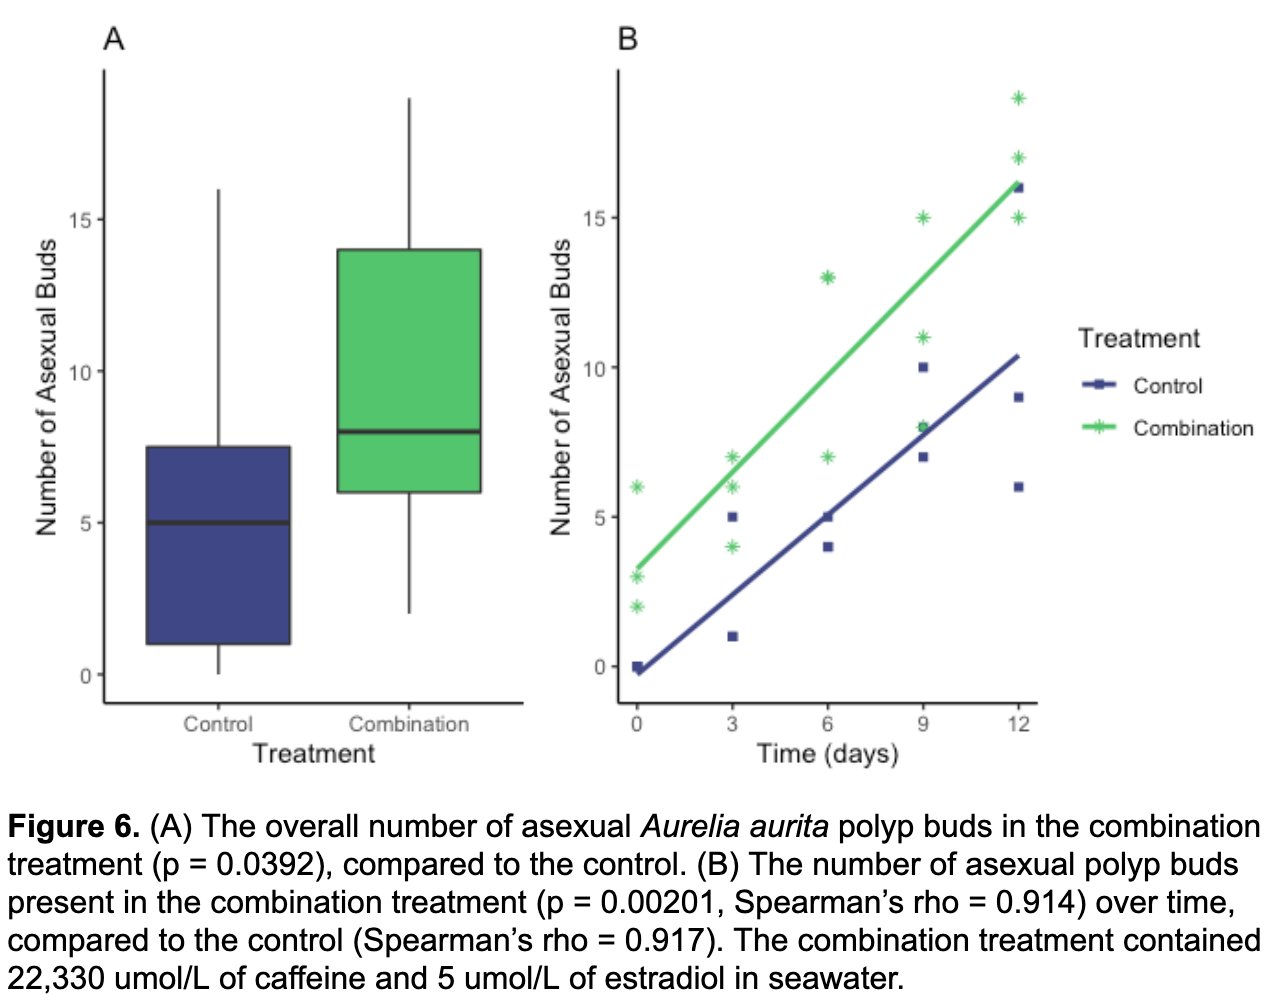 A
B
Number of Asexual Buds
15
10
5
0
Control
Combination
Treatment
Number of Asexual Buds
15
10
5
0
0
3
6
9
12
Time (days)
Treatment
Control
Combination
Figure 6. (A) The overall number of asexual Aurelia aurita polyp buds in the combination
treatment (p = 0.0392), compared to the control. (B) The number of asexual polyp buds
present in the combination treatment (p = 0.00201, Spearman’s rho = 0.914) over time,
compared to the control (Spearman’s rho = 0.917). The combination treatment contained
22,330 umol/L of caffeine and 5 umol/L of estradiol in seawater.